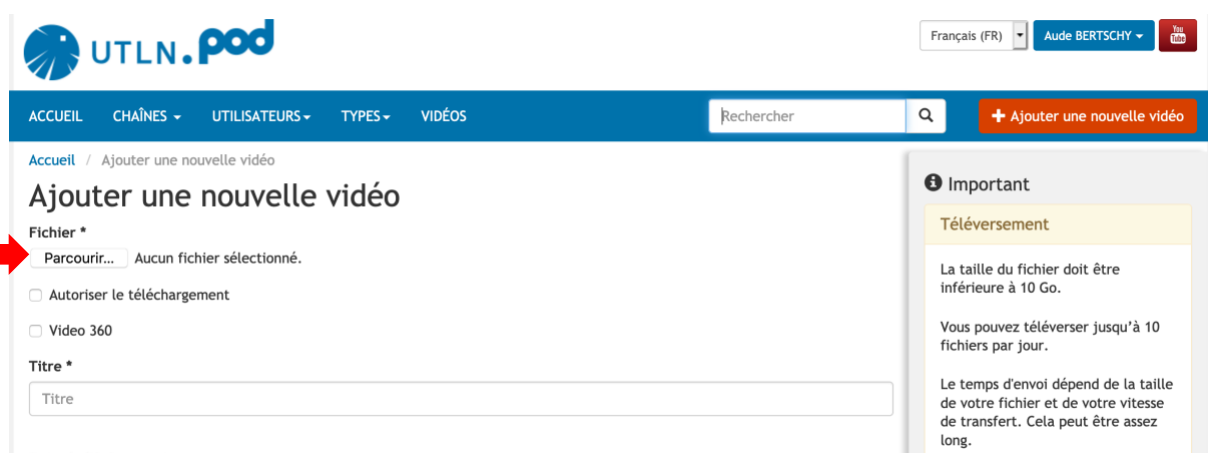 UTLN.pod
Français (FR)
Aude BERTSCHY
You
Tube
ACCUEIL CHAÎNES UTILISATEURS TYPES VIDÉOS
Rechercher
+ Ajouter une nouvelle vidéo
Accueil / Ajouter une nouvelle vidéo
Ajouter une nouvelle vidéo
Fichier *
Parcourir... Aucun fichier sélectionné.
Autoriser le téléchargement
Video 360
Titre *
Titre
Important
Téléversement
La taille du fichier doit être
inférieure à 10 Go.
Vous pouvez téléverser jusqu’à 10
fichiers par jour.
Le temps d'envoi dépend de la taille
de votre fichier et de votre vitesse
de transfert. Cela peut être assez
long.